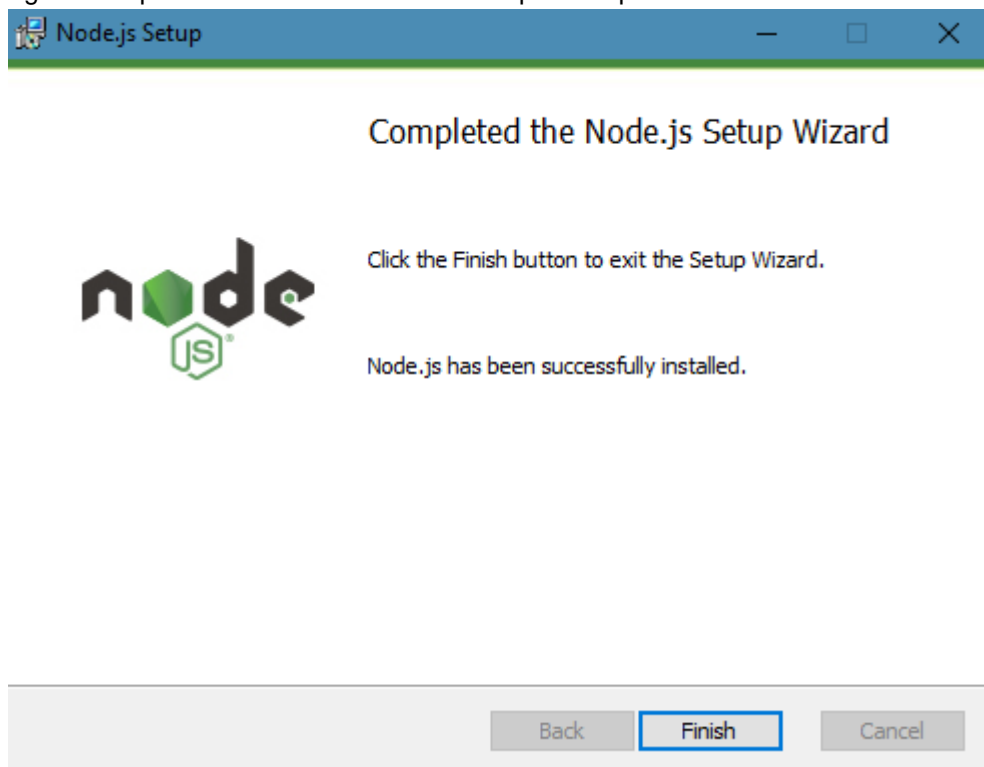 Node.js Setup
Completed the Node.js Setup Wizard
Click the Finish button to exit the Setup Wizard.
node
JS
Node.js has been successfully installed.
Back
Finish
Cancel